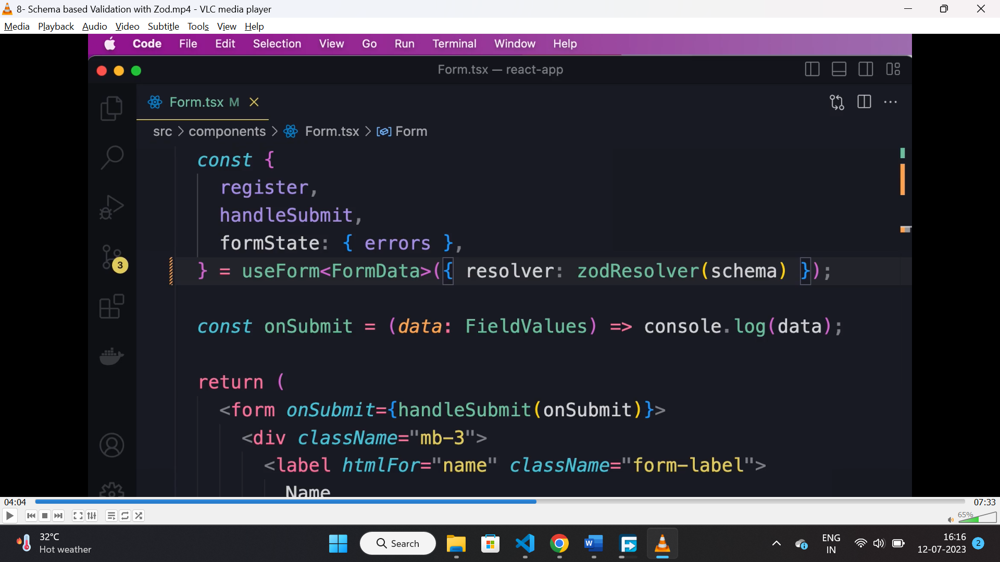 8- Schema based Validation with Zod.mp4 - VLC media player
Media Playback Audio Video Subtitle Tools View Help
Code File Edit Selection View Go Run Terminal Window Help
Form.tsx — react-app
Form.tsx M
src > components > Form.tsx > Form
const {
register,
handleSubmit,
formState: { errors },
} = useForm<FormData>({ resolver: zodResolver(schema) });
3
const onSubmit = (data: FieldValues) => console.log(data);
return (
<form onSubmit={handleSubmit(onSubmit)}>
<div className="mb-3">
<label htmlFor="name" className="form-label">
Name
04:04 07:33
65%
32°C
Hot weather
Search
ENG
IN
16:16
12-07-2023
2